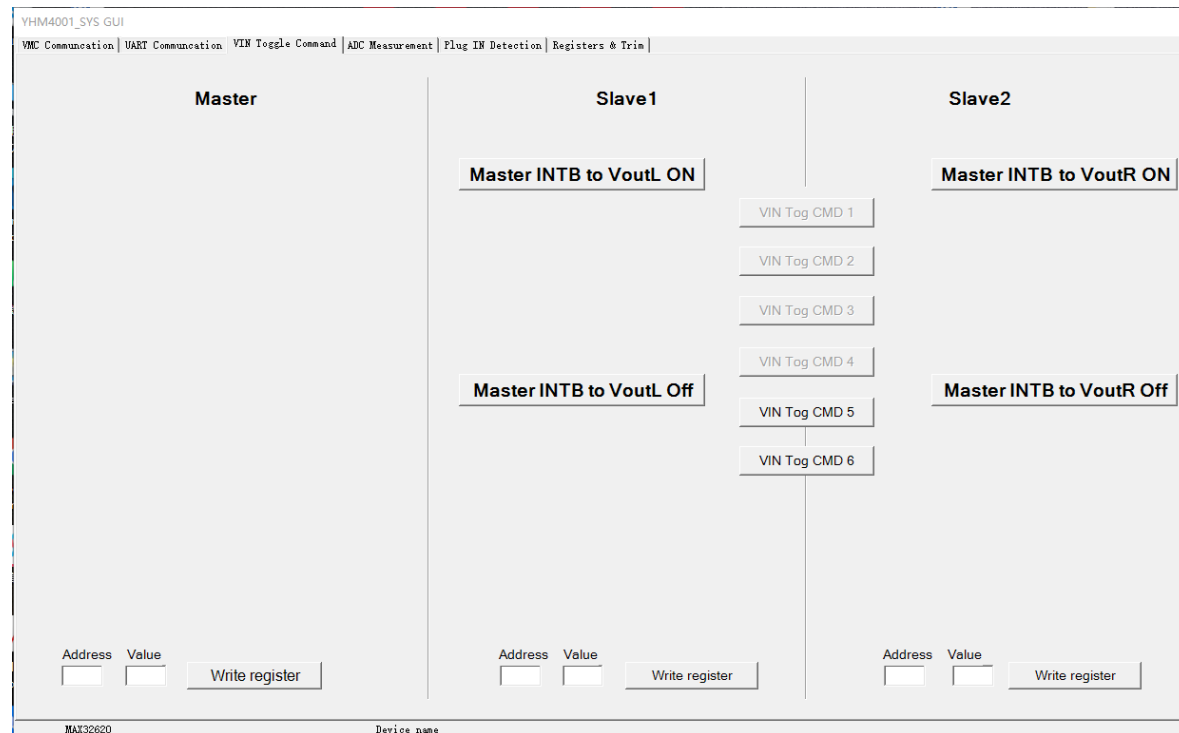 YHM4001_SYS GUI
VMC Communcation UART Communcation VIN Toggle Command ADC Measurement Plug IN Detection Registers & Trim
Master Slave1 Slave2
Master INTB to VoutL ON Master INTB to VoutR ON
VIN Tog CMD 1
VIN Tog CMD 2
VIN Tog CMD 3
VIN Tog CMD 4
Master INTB to VoutL Off Master INTB to VoutR Off
VIN Tog CMD 5
VIN Tog CMD 6
Address Value Address Value Address Value
Write register Write register Write register
MAX32620 Device name